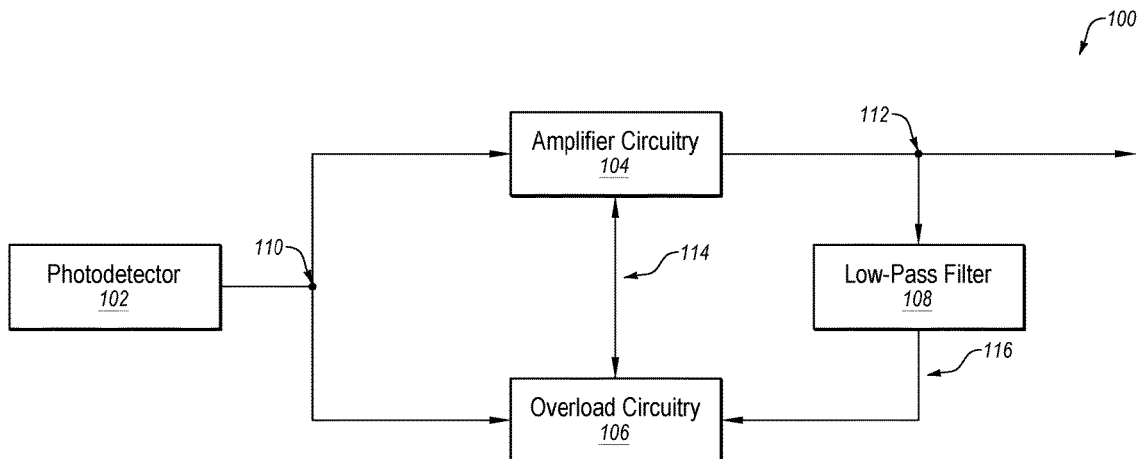 100
112
Amplifier Circuitry
104
110
114
Photodetector
102
Low-Pass Filter
108
116
Overload Circuitry
106